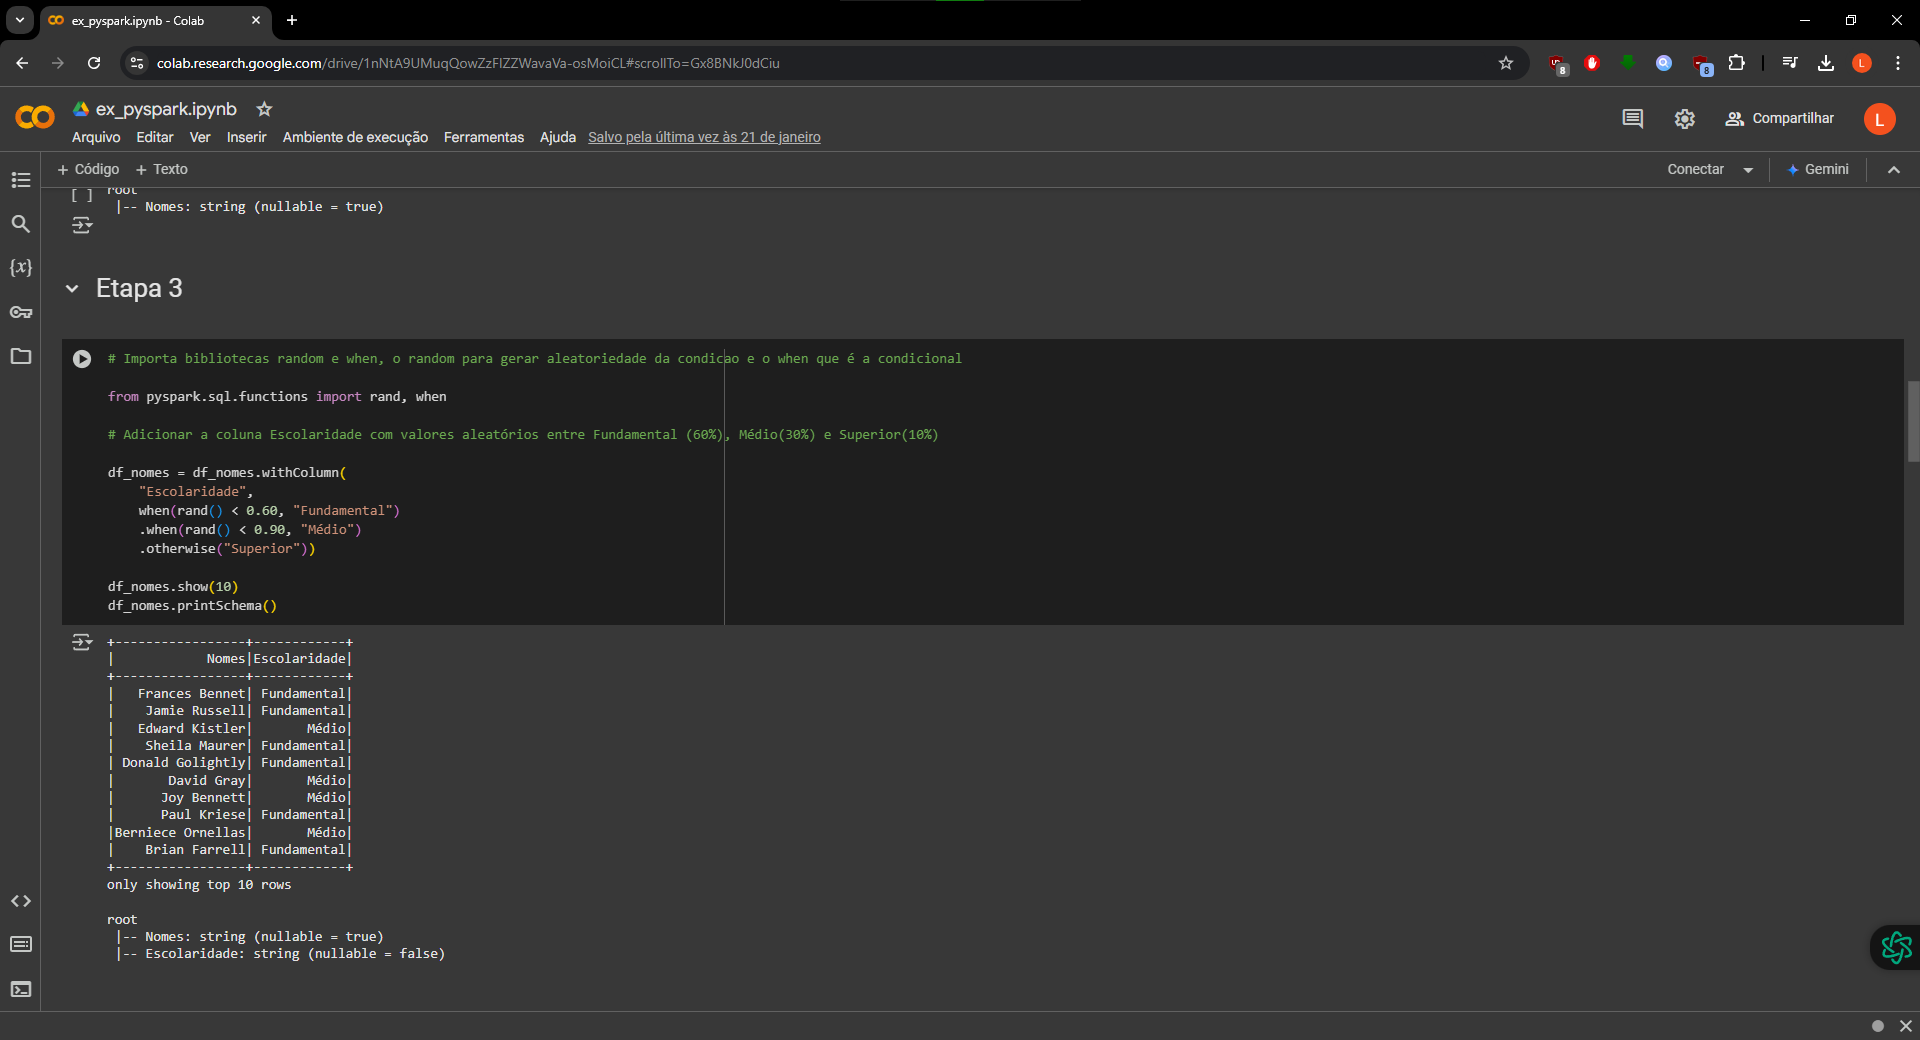 ex_pyspark.ipynb - Colab
colab.research.google.com/drive/1nNtA9UMuqQowZzFIZZWavaVa-osMoiCL#scrollTo=Gx8BNkJ0dCiu
8
8
L
ex_pyspark.ipynb
Arquivo Editar Ver Inserir Ambiente de execução Ferramentas Ajuda Salvo pela última vez às 21 de janeiro
Compartilhar
L
+ Código + Texto
Conectar
Gemini
[ ] root
|-- Nomes: string (nullable = true)
{x}
Etapa 3
# Importa bibliotecas random e when, o random para gerar aleatoriedade da condicao e o when que é a condicional
from pyspark.sql.functions import rand, when
# Adicionar a coluna Escolaridade com valores aleatórios entre Fundamental (60%), Médio(30%) e Superior(10%)
df_nomes = df_nomes.withColumn(
"Escolaridade",
when(rand() < 0.60, "Fundamental")
.when(rand() < 0.90, "Médio")
.otherwise("Superior"))
df_nomes.show(10)
df_nomes.printSchema()
+-----------------+------------+
|            Nomes|Escolaridade|
+-----------------+------------+
|   Frances Bennet| Fundamental|
|    Jamie Russell| Fundamental|
|   Edward Kistler|       Médio|
|    Sheila Maurer| Fundamental|
| Donald Golightly| Fundamental|
|       David Gray|       Médio|
|      Joy Bennett|       Médio|
|      Paul Kriese| Fundamental|
|Berniece Ornellas|       Médio|
|    Brian Farrell| Fundamental|
+-----------------+------------+
only showing top 10 rows
root
|-- Nomes: string (nullable = true)
|-- Escolaridade: string (nullable = false)